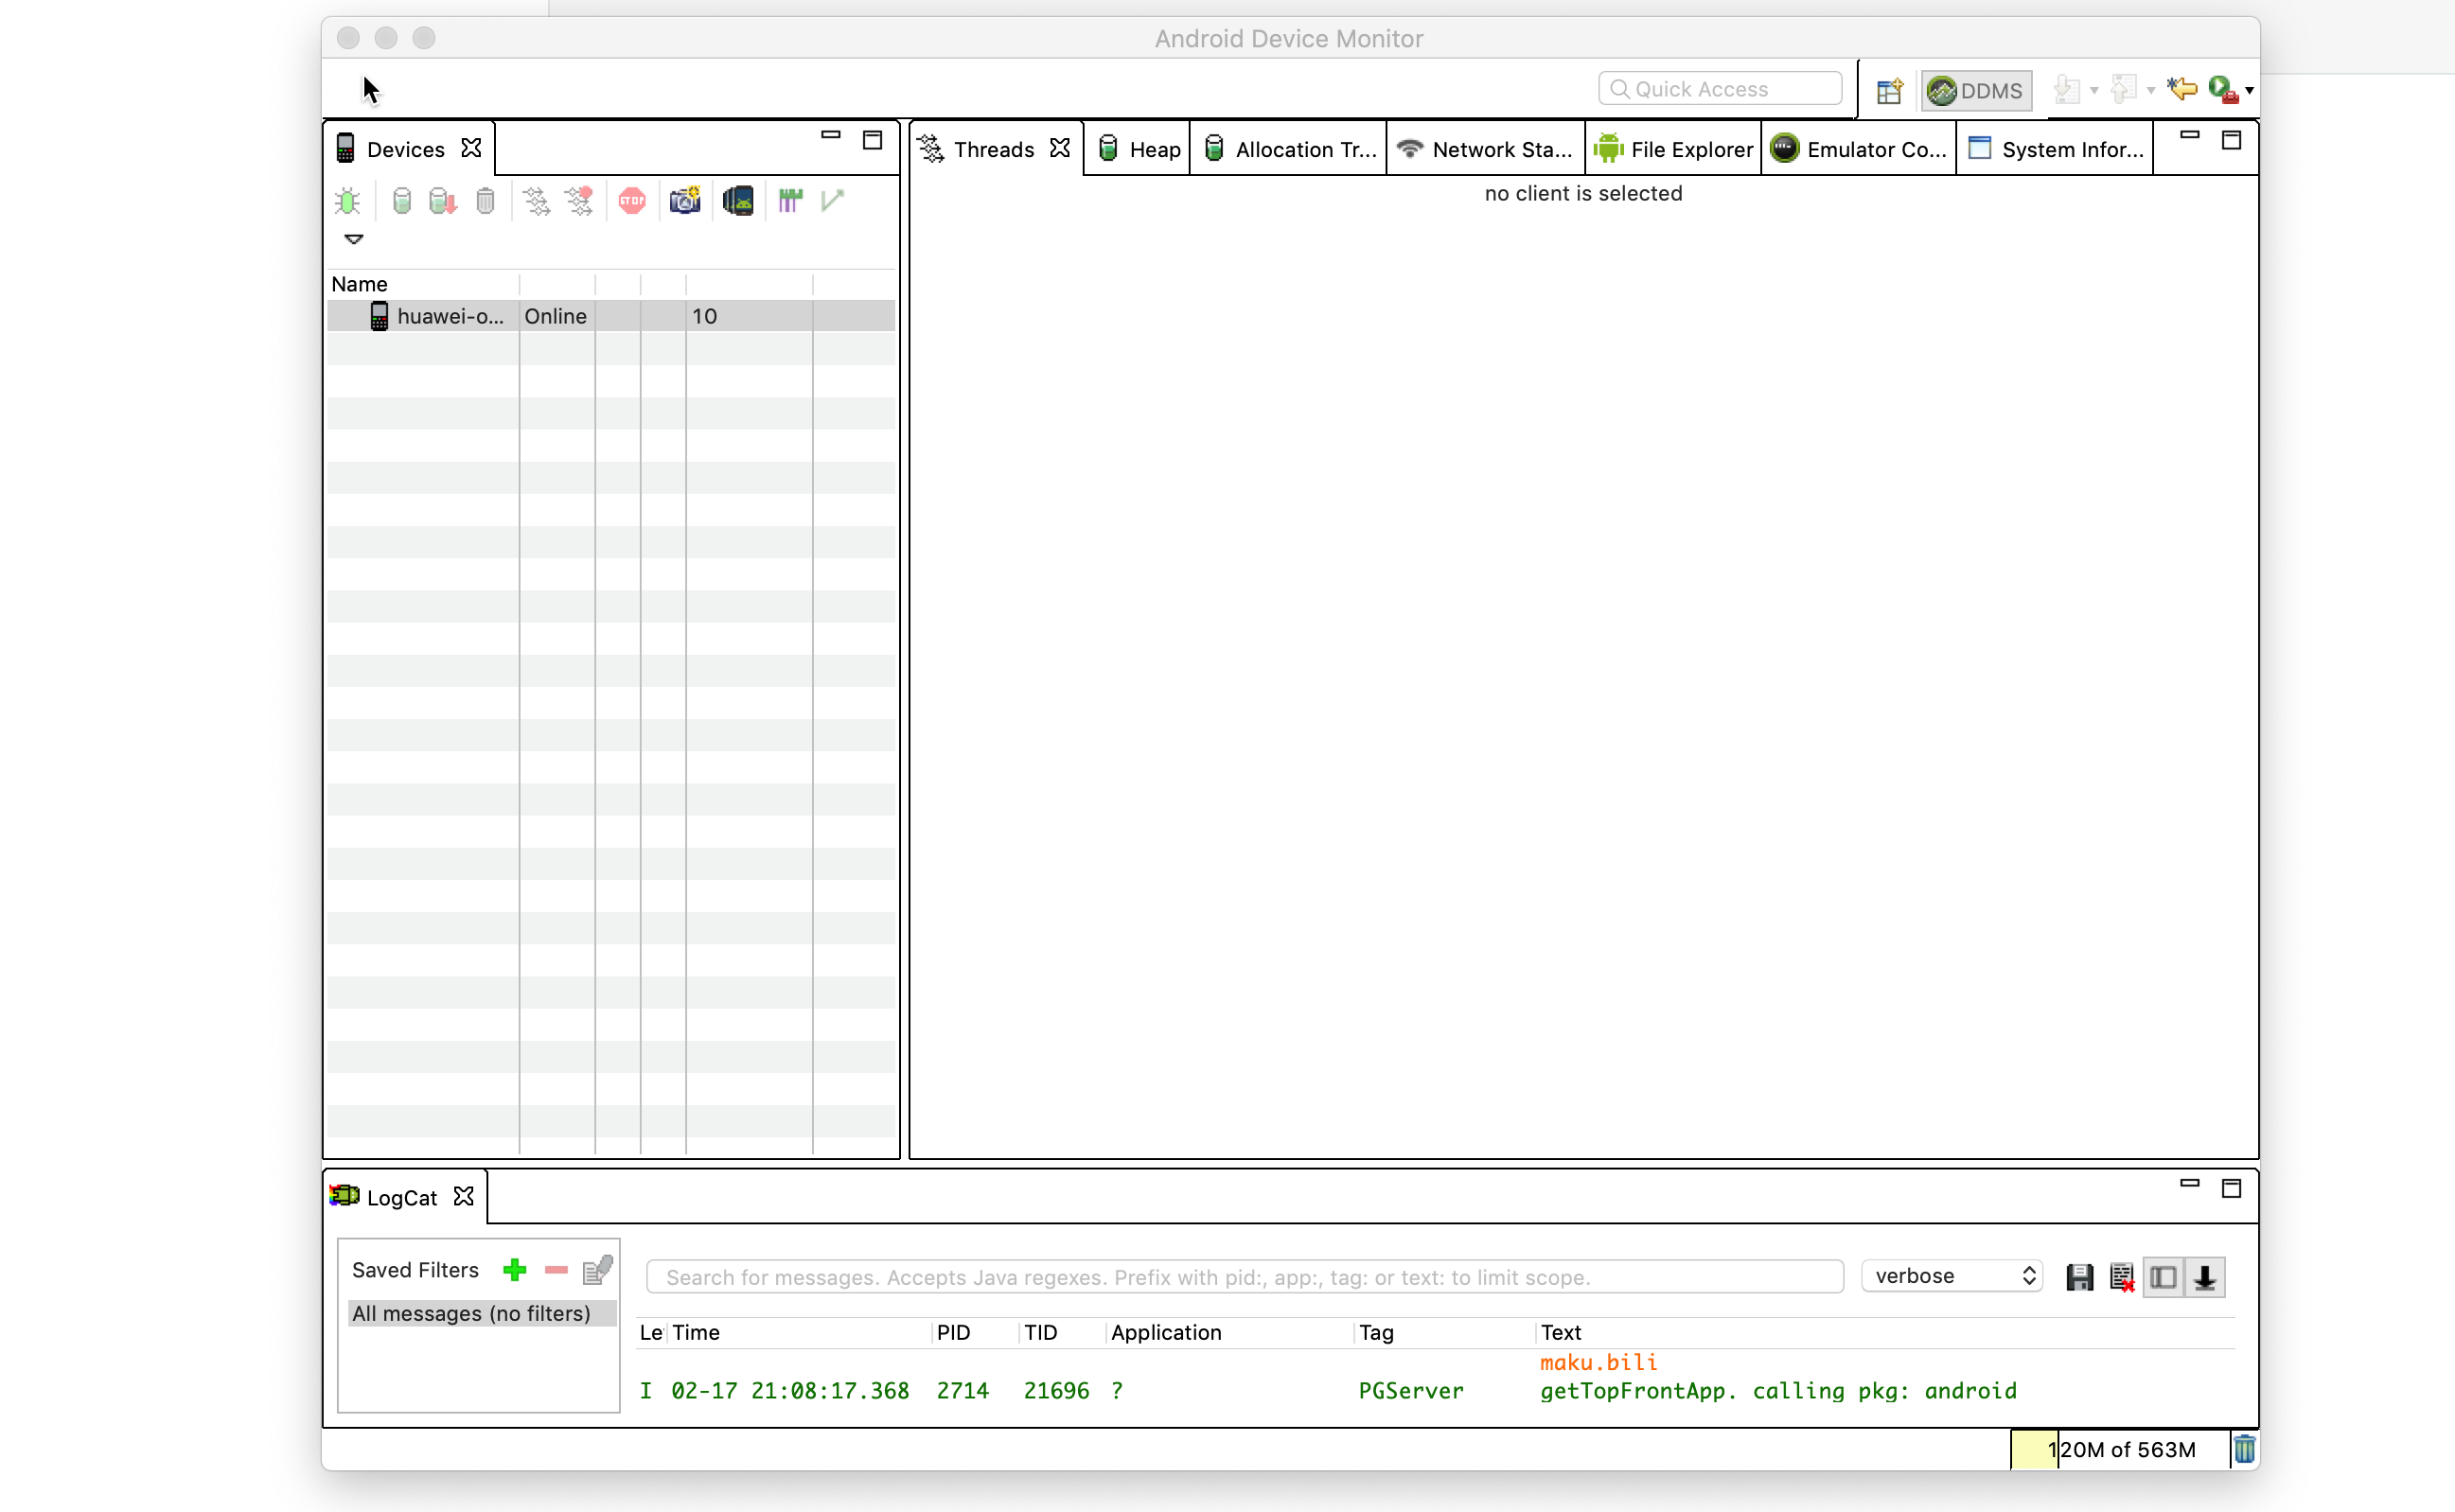 Android Device Monitor
Quick Access
DDMS
Devices
Threads
Heap
Allocation Tr...
Network Sta...
File Explorer
Emulator Co...
System Infor...
STOP
no client is selected
Name
huawei-o... Online 10
LogCat
Saved Filters
All messages (no filters)
Search for messages. Accepts Java regexes. Prefix with pid:, app:, tag: or text: to limit scope.
verbose
Le Time PID TID Application Tag Text
maku.bili
I 02-17 21:08:17.368 2714 21696 ? PGServer getTopFrontApp. calling pkg: android
120M of 563M